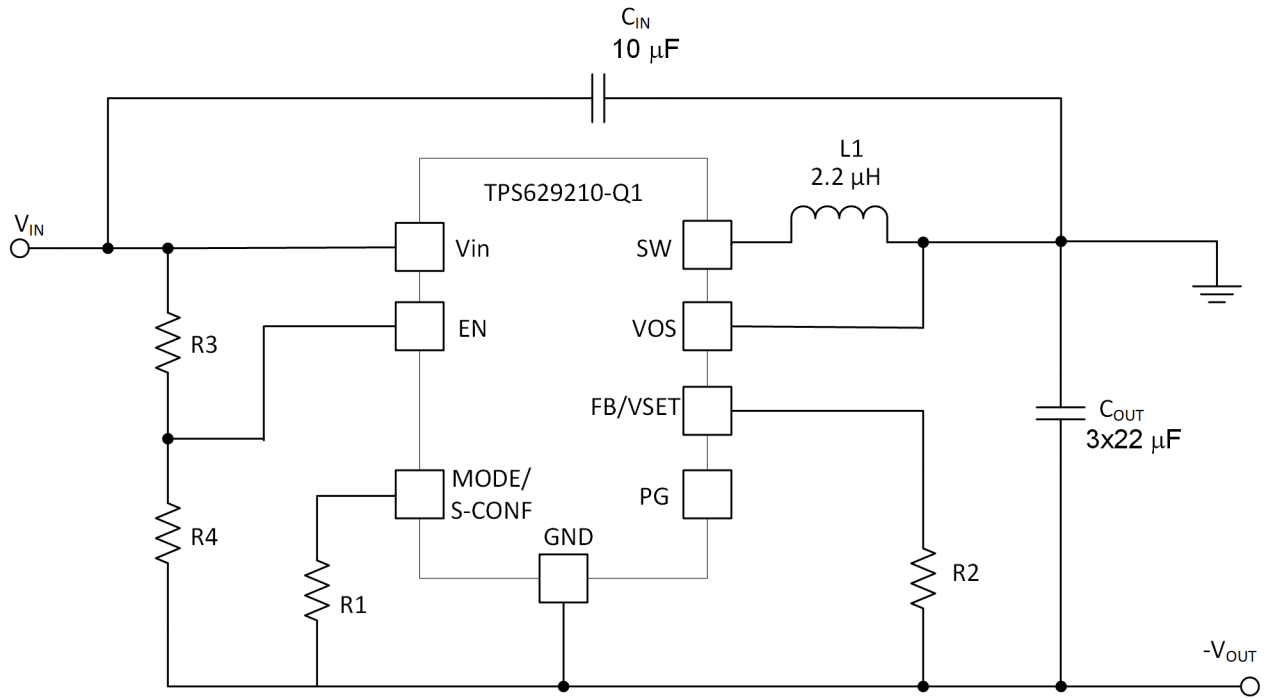 C_IN
10 µF
L1
2.2 µH
TPS629210-Q1
V_IN
Vin
SW
EN
VOS
R3
FB/VSET
C_OUT
3x22 µF
MODE/
S-CONF
PG
R4
GND
R2
R1
-V_OUT